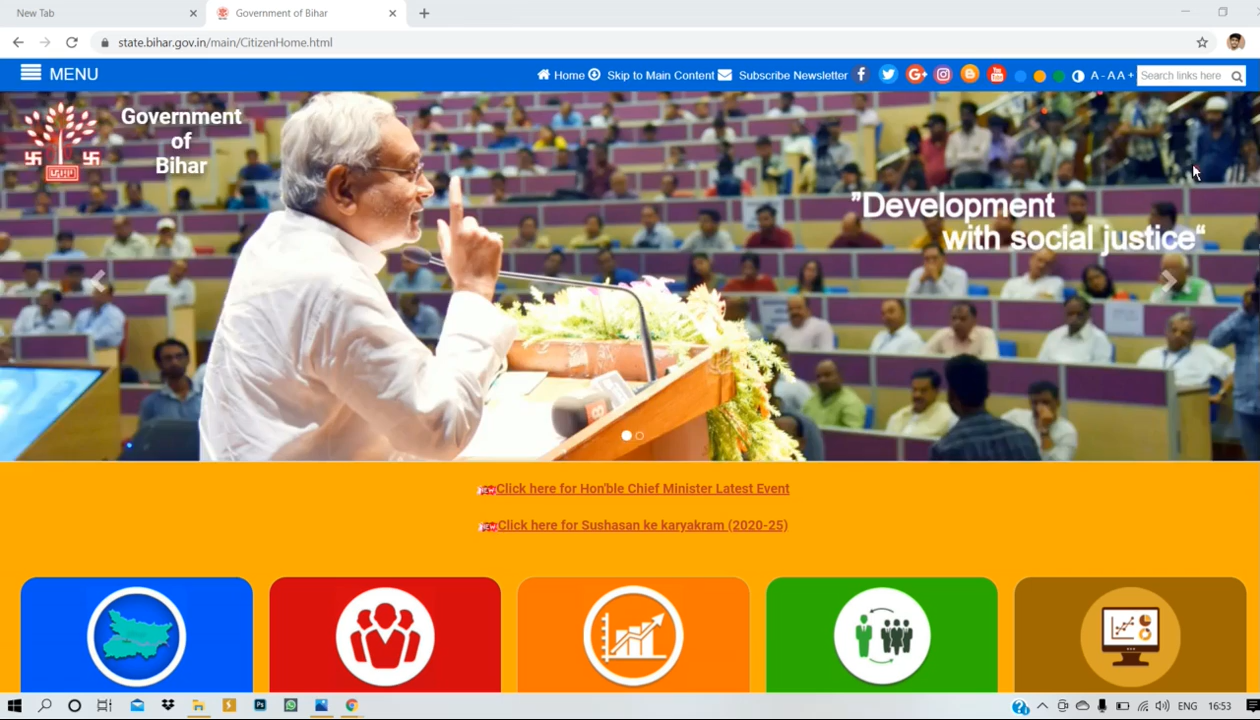 New Tab
Government of Bihar
state.bihar.gov.in/main/CitizenHome.html
MENU
Home Skip to Main Content Subscribe Newsletter A - A A + Search links here
Government
of
Bihar
"Development
with social justice"
Click here for Hon'ble Chief Minister Latest Event
Click here for Sushasan ke karyakram (2020-25)
ENG 16:53